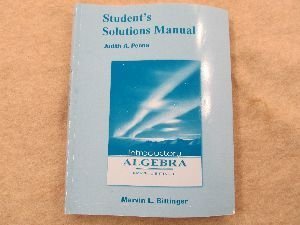 Student's
Solutions Manual
Judith A. Penna
Introductory
ALGEBRA
Marvin L. Bittinger